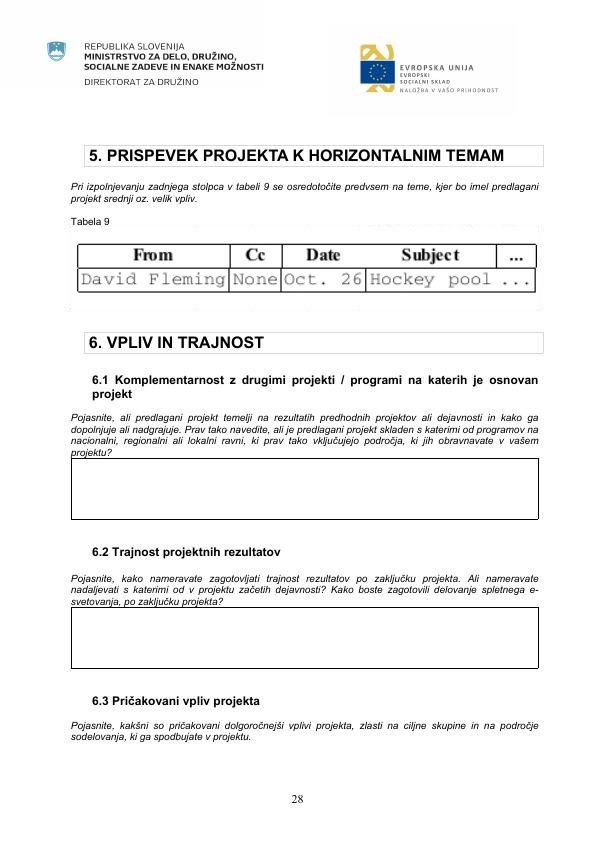 REPUBLIKA SLOVENIJA
MINISTRSTVO ZA DELO, DRUŽINO,
SOCIALNE ZADEVE IN ENAKE MOŽNOSTI
DIREKTORAT ZA DRUŽINO
EVROPSKA UNIJA
EVROPSKI
SOCIALNI SKLAD
NALOŽBA V VAŠO PRIHODNOST
5. PRISPEVEK PROJEKTA K HORIZONTALNIM TEMAM
Pri izpolnjevanju zadnjega stolpca v tabeli 9 se osredotočite predvsem na teme, kjer bo imel predlagani
projekt srednji oz. velik vpliv.
Tabela 9
From Cc Date Subject ...
David Fleming None Oct. 26 Hockey pool ...
6. VPLIV IN TRAJNOST
6.1 Komplementarnost z drugimi projekti / programi na katerih je osnovan
projekt
Pojasnite, ali predlagani projekt temelji na rezultatih predhodnih projektov ali dejavnosti in kako ga
dopolnjuje ali nadgrajuje. Prav tako navedite, ali je predlagani projekt skladen s katerimi od programov na
nacionalni, regionalni ali lokalni ravni, ki prav tako vključujejo področja, ki jih obravnavate v vašem
projektu?
6.2 Trajnost projektnih rezultatov
Pojasnite, kako nameravate zagotovljati trajnost rezultatov po zaključku projekta. Ali nameravate
nadaljevati s katerimi od v projektu začetih dejavnosti? Kako boste zagotovili delovanje spletnega e-
svetovanja, po zaključku projekta?
6.3 Pričakovani vpliv projekta
Pojasnite, kakšni so pričakovani dolgoročnejši vplivi projekta, zlasti na ciljne skupine in na področje
sodelovanja, ki ga spodbujate v projektu.
28